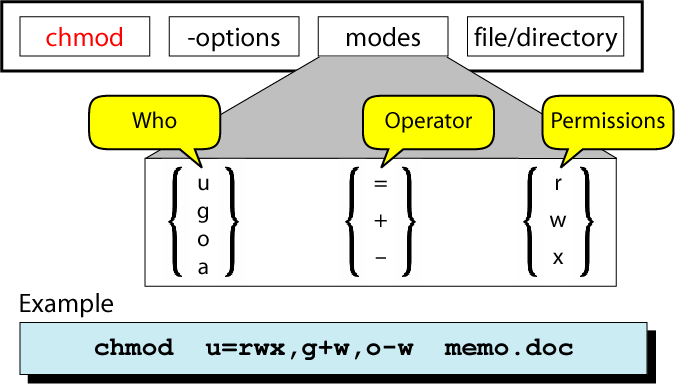 chmod -options modes file/directory
Who Operator Permissions
u = r
g + w
o - x
a
Example
chmod u=rwx,g+w,o-w memo.doc